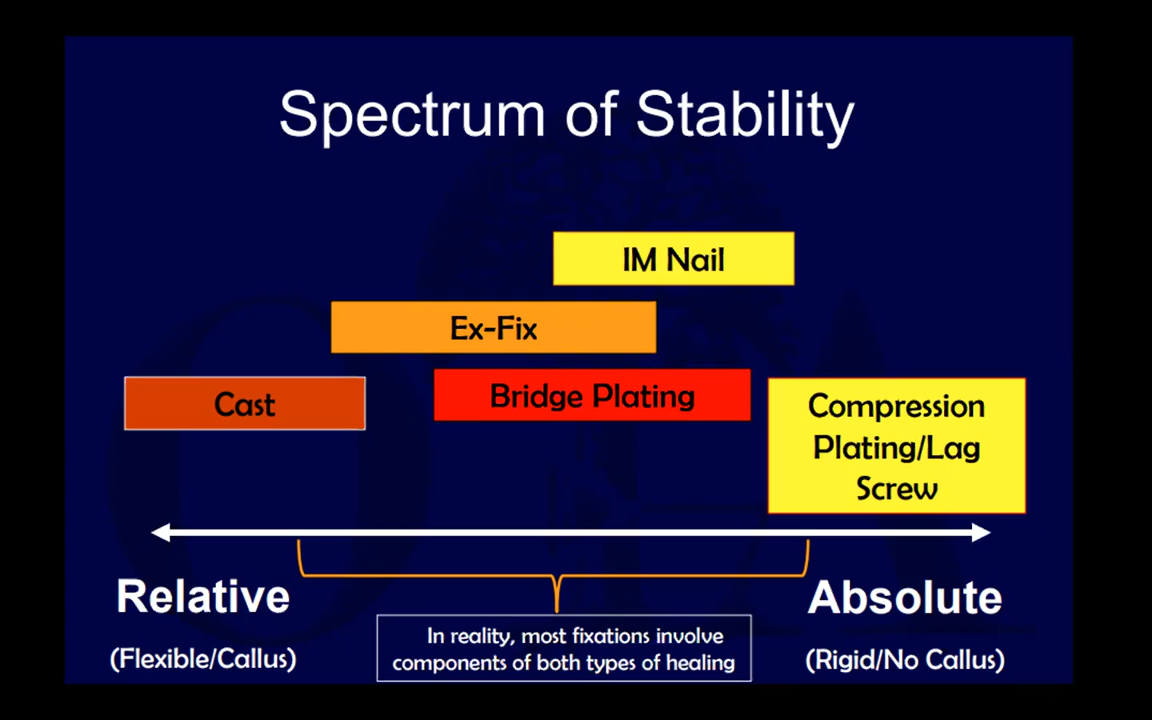 Spectrum of Stability
IM Nail
Ex-Fix
Bridge Plating
Cast
Compression
Plating/Lag
Screw
Relative
Absolute
(Flexible/Callus)
(Rigid/No Callus)
In reality, most fixations involve
components of both types of healing